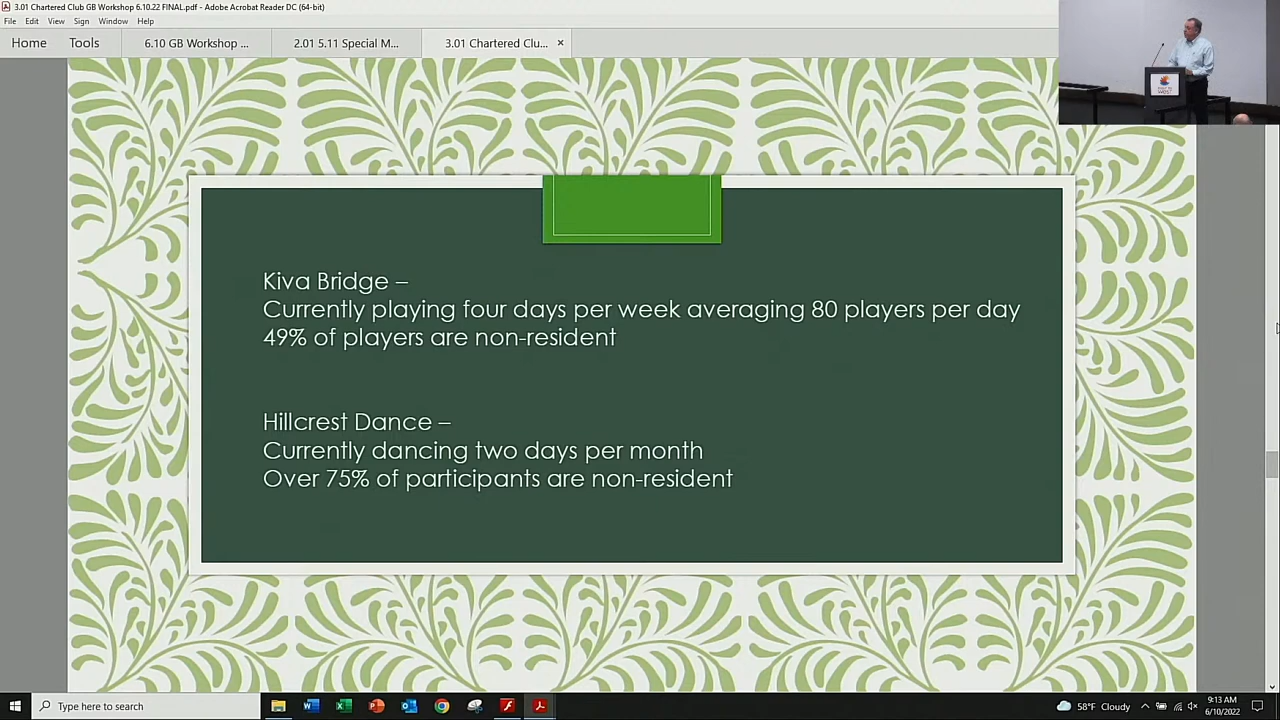 3.01 Chartered Club GB Workshop 6.10.22 FINAL.pdf - Adobe Acrobat Reader DC (64-bit)
File Edit View Sign Window Help
Home Tools 6.10 GB Workshop ... 2.01 5.11 Special M... 3.01 Chartered Clu... ×
Kiva Bridge –
Currently playing four days per week averaging 80 players per day
49% of players are non-resident
Hillcrest Dance –
Currently dancing two days per month
Over 75% of participants are non-resident
Type here to search
58°F Cloudy
9:13 AM
6/10/2022